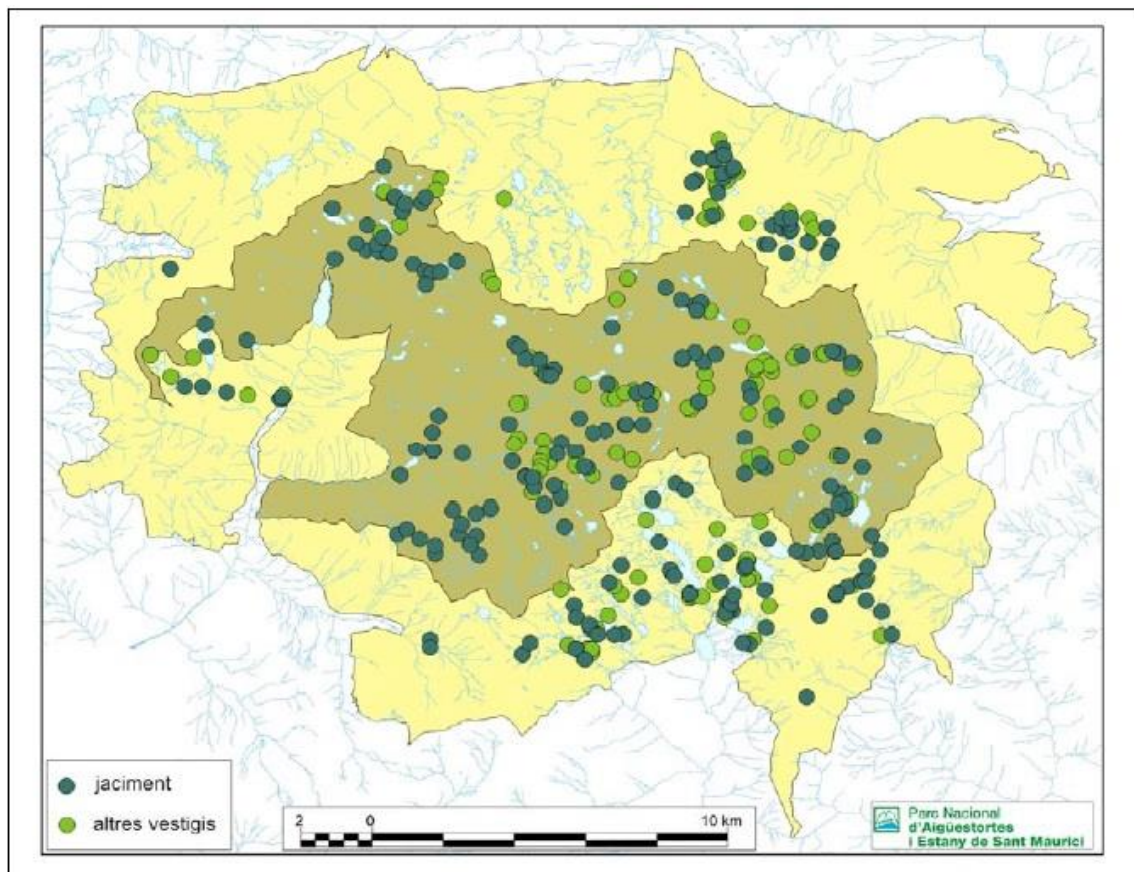 jaciment
altres vestigis
2 0 10 km
Parc Nacional
d'Aigüestortes
i Estany de Sant Maurici